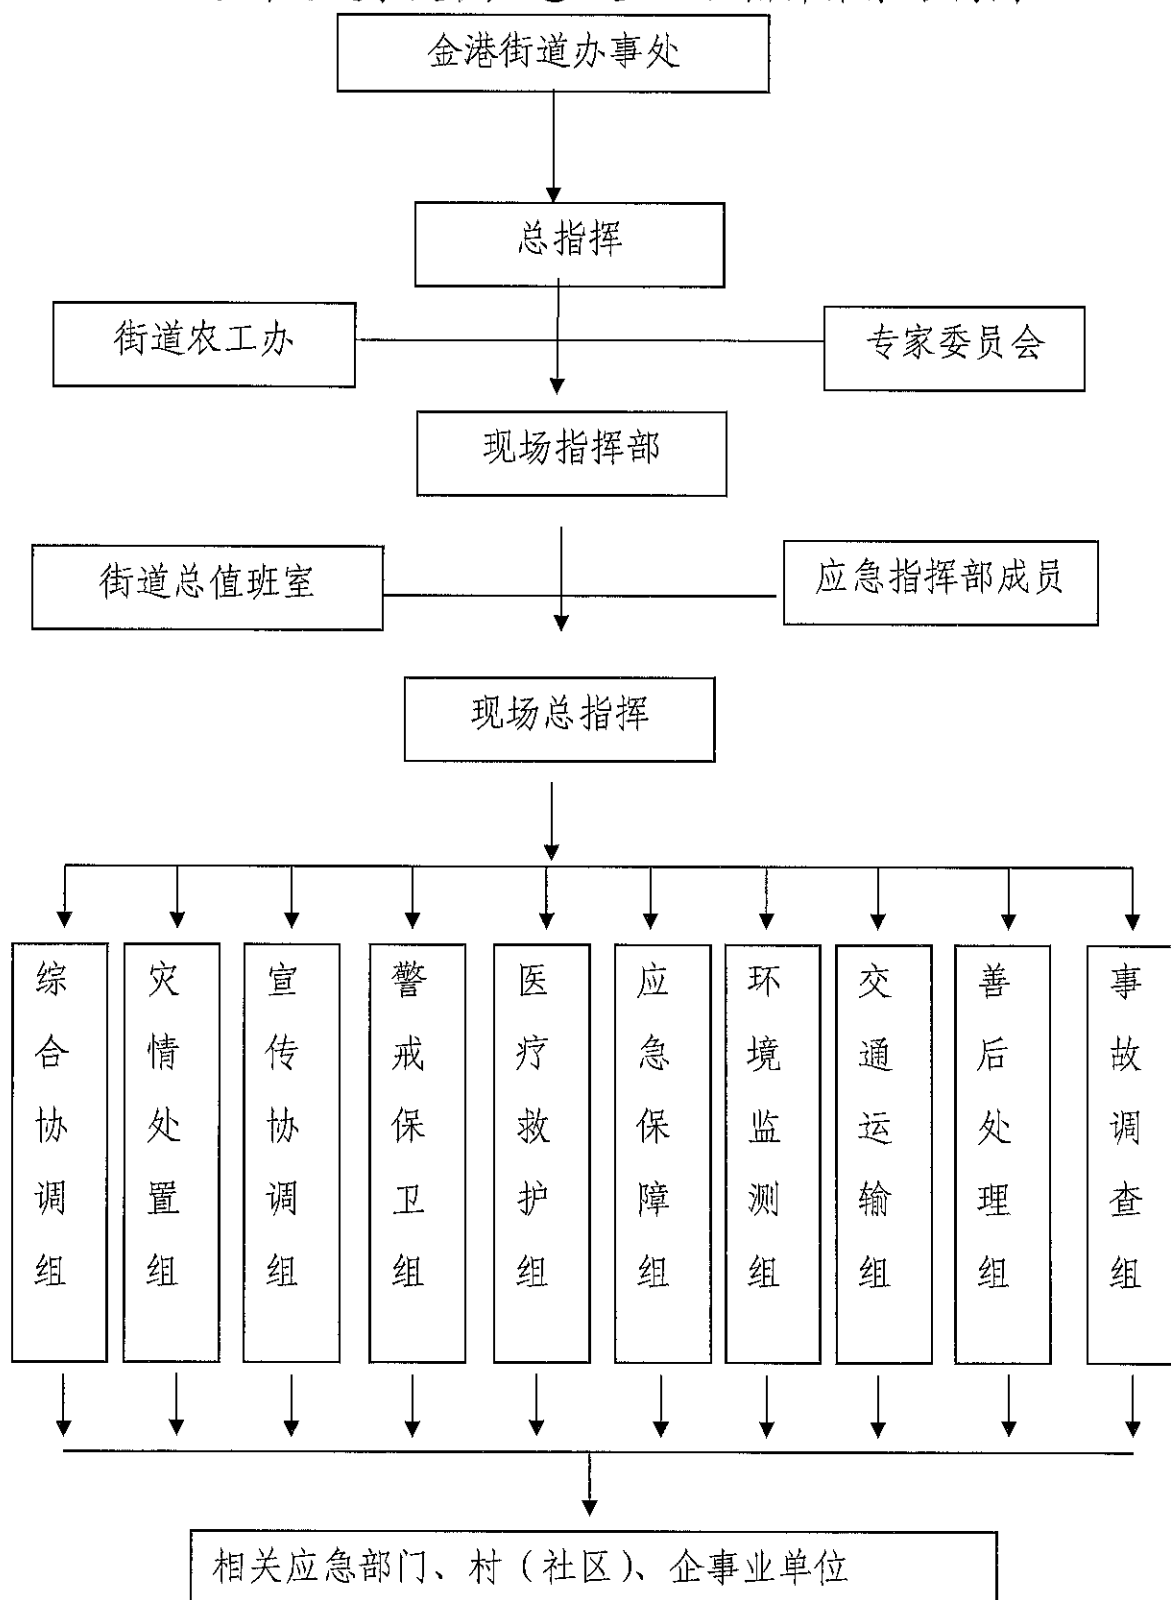 金港街道办事处
总指挥
街道农工办
专家委员会
现场指挥部
街道总值班室
应急指挥部成员
现场总指挥
综合协调组
灾情处置组
宣传协调组
警戒保卫组
医疗救护组
应急保障组
环境监测组
交通运输组
善后处理组
事故调查组
相关应急部门、村（社区）、企事业单位